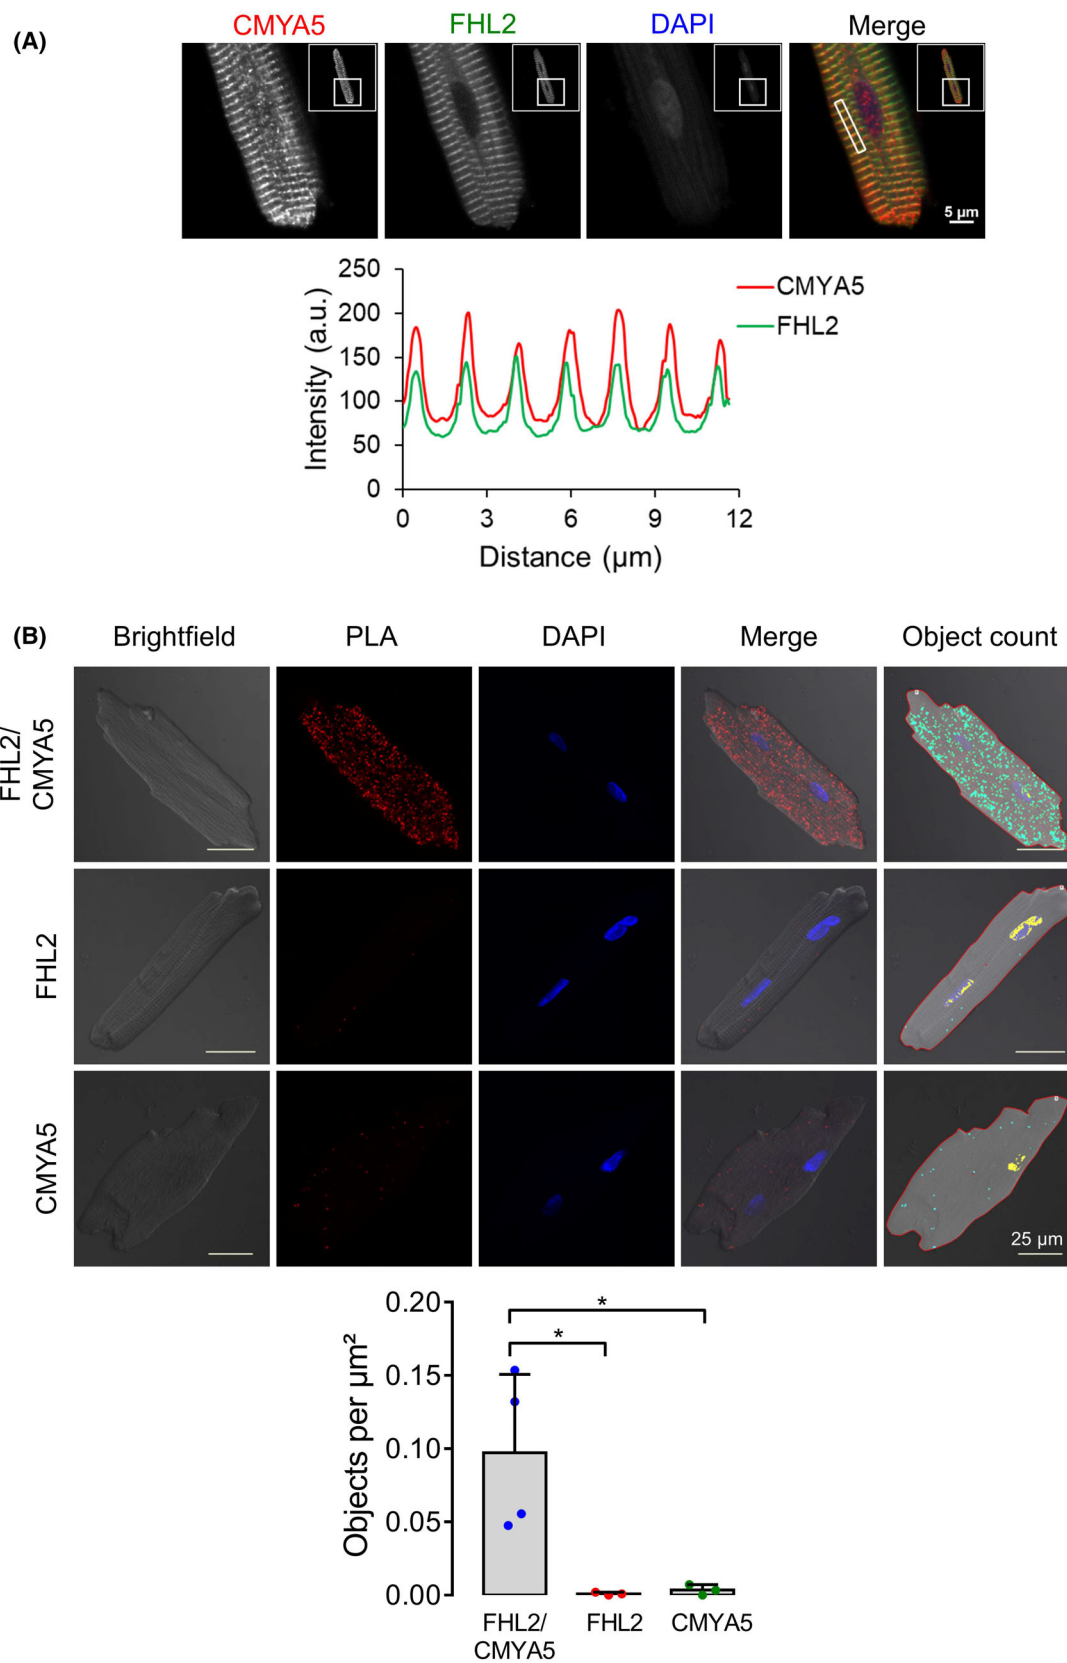 (A)
CMYA5 FHL2 DAPI Merge
5 µm
250
200
150
100
50
0
Intensity (a.u.)
CMYA5
FHL2
0 3 6 9 12
Distance (µm)
(B)
Brightfield PLA DAPI Merge Object count
FHL2/
CMYA5
FHL2
CMYA5
25 µm
0.20
0.15
0.10
0.05
0.00
Objects per µm²
*
*
FHL2/
CMYA5
FHL2
CMYA5